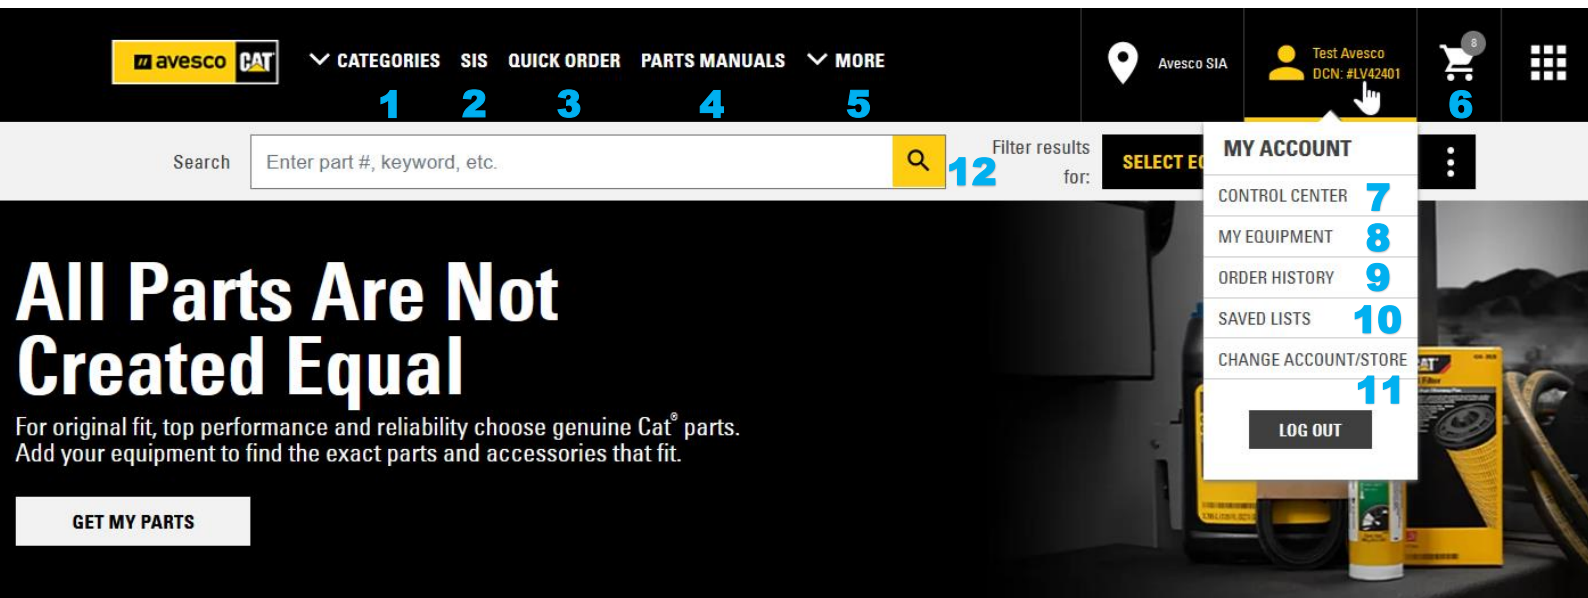 avesco CAT
CATEGORIES SIS QUICK ORDER PARTS MANUALS MORE
1 2 3 4 5
Avesco SIA
Test Avesco
DCN: #LV42401
8
6
Search
Enter part #, keyword, etc.
12
Filter results
for:
SELECT EQ
MY ACCOUNT
CONTROL CENTER 7
MY EQUIPMENT 8
ORDER HISTORY 9
SAVED LISTS 10
CHANGE ACCOUNT/STORE
11
LOG OUT
All Parts Are Not
Created Equal
For original fit, top performance and reliability choose genuine Cat® parts.
Add your equipment to find the exact parts and accessories that fit.
GET MY PARTS